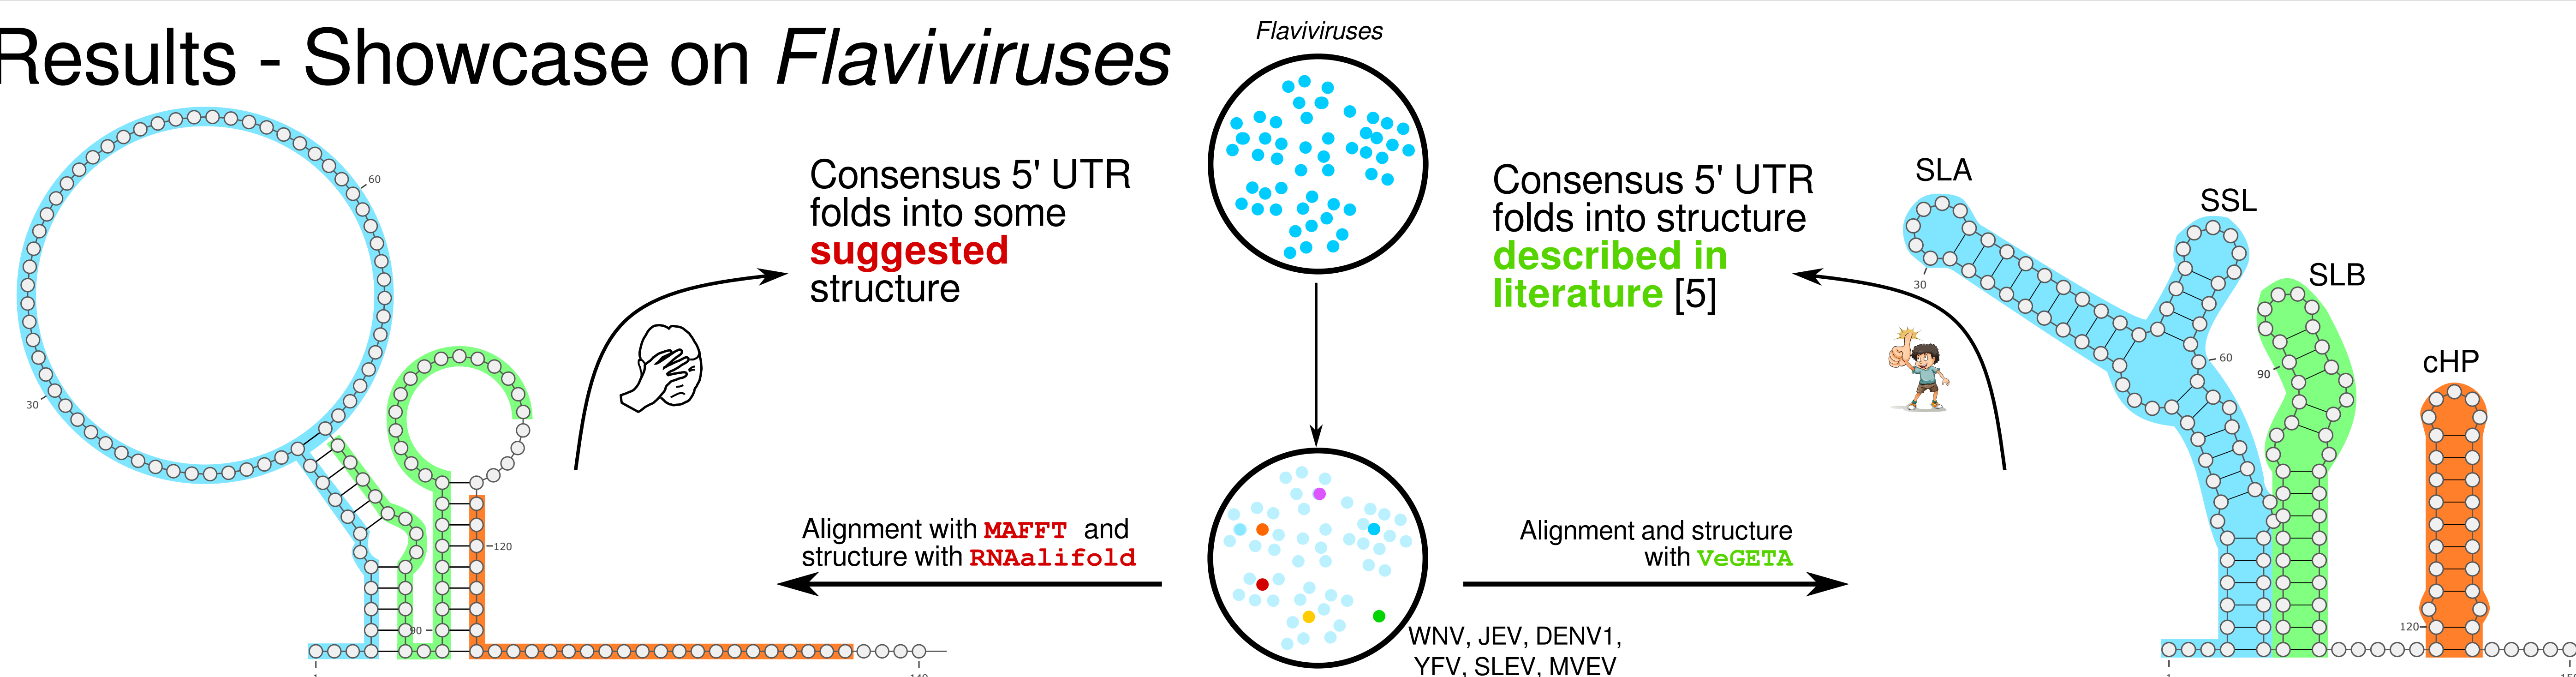 Results - Showcase on Flaviviruses
Flaviviruses
Consensus 5' UTR
folds into some
suggested
structure
Consensus 5' UTR
folds into structure
described in
literature [5]
SLA
SSL
SLB
cHP
60
30
90
120
1
30
60
90
120
1
Alignment with MAFFT and
structure with RNAalifold
Alignment and structure
with VeGETA
WNV, JEV, DENV1,
YFV, SLEV, MVEV